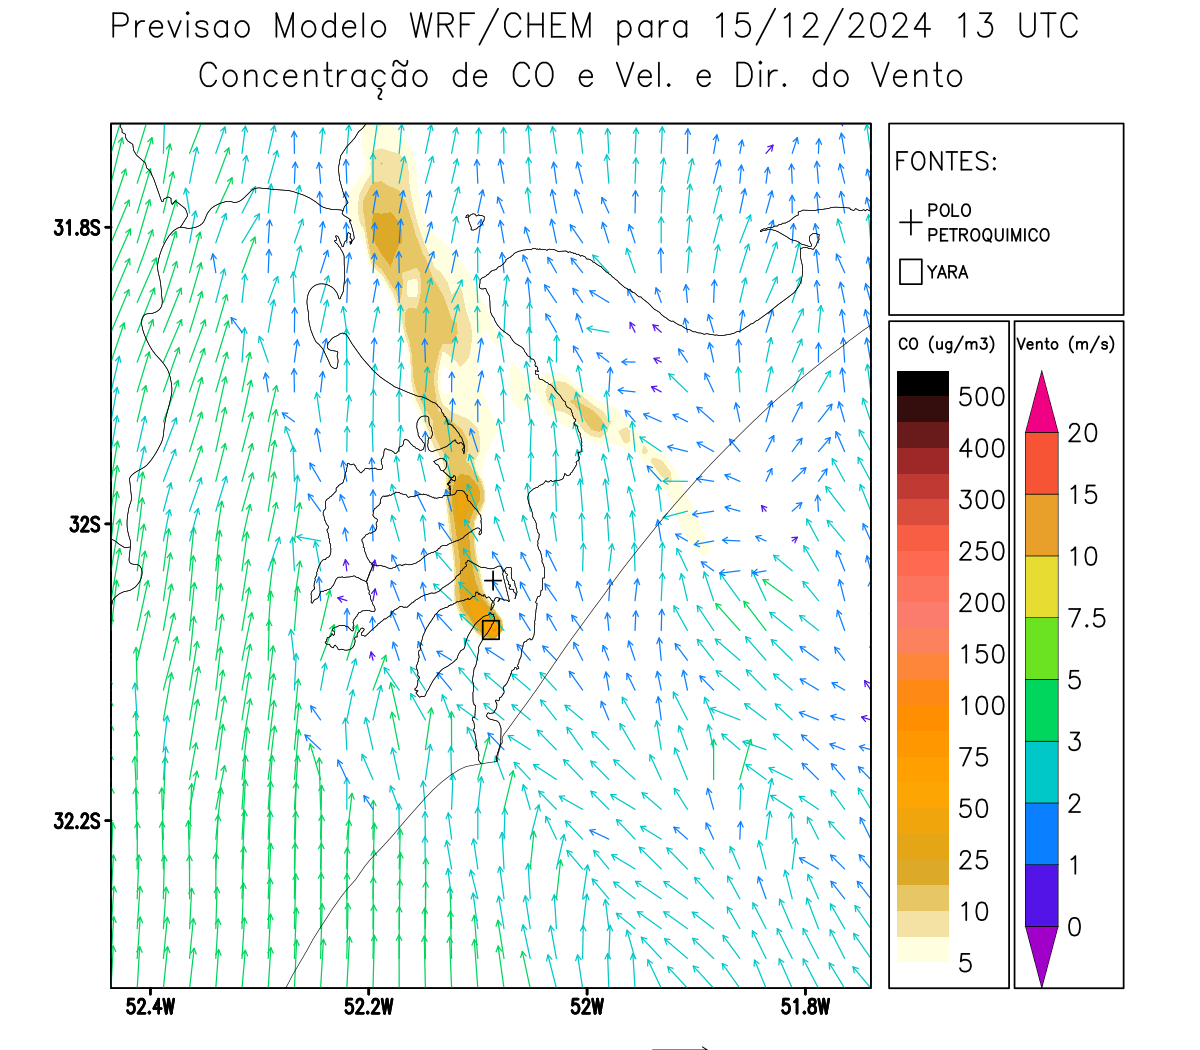 Previsao Modelo WRF/CHEM para 15/12/2024 13 UTC
Concentração de CO e Vel. e Dir. do Vento
FONTES:
POLO
PETROQUIMICO
YARA
CO (ug/m3)
500
400
300
250
200
150
100
75
50
25
10
5
Vento (m/s)
20
15
10
7.5
5
3
2
1
0
31.8S
32S
32.2S
52.4W
52.2W
52W
51.8W